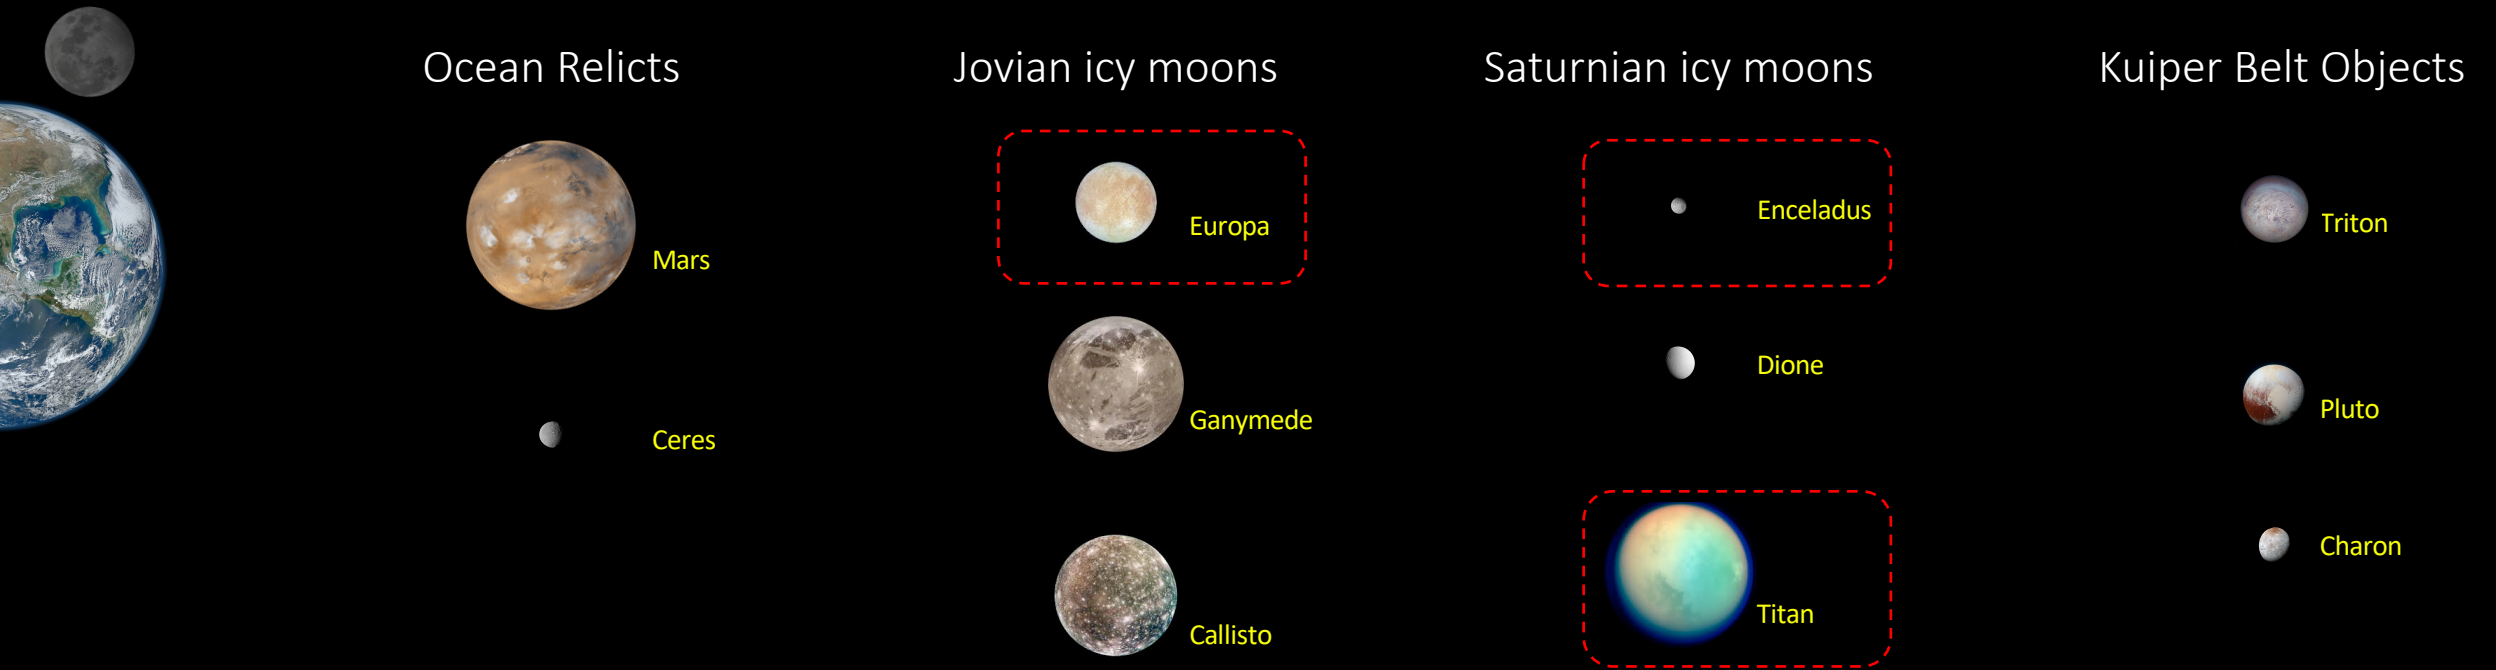 Ocean Relicts
Mars
Ceres
Jovian icy moons
Europa
Ganymede
Callisto
Saturnian icy moons
Enceladus
Dione
Titan
Kuiper Belt Objects
Triton
Pluto
Charon